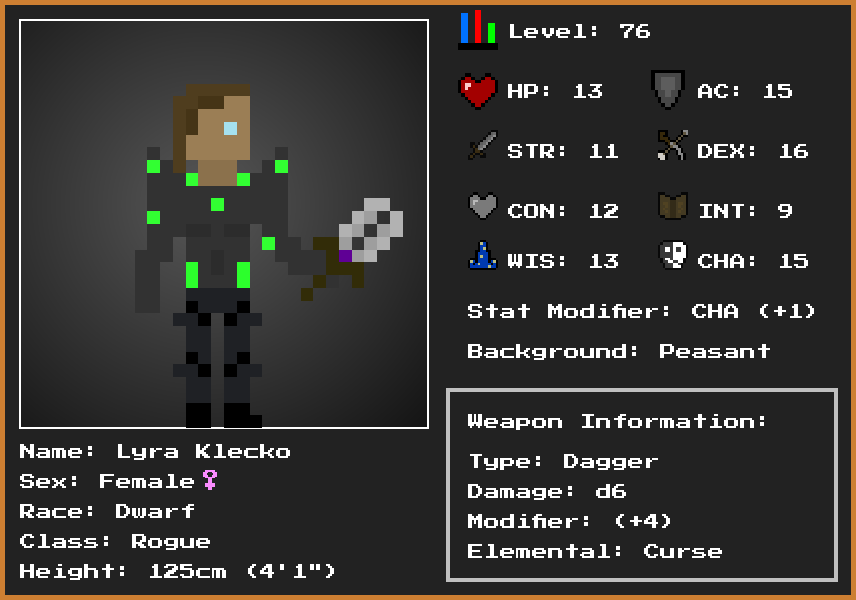 Level: 76
HP: 13
AC: 15
STR: 11
DEX: 16
CON: 12
INT: 9
WIS: 13
CHA: 15
Stat Modifier: CHA (+1)
Background: Peasant
Weapon Information:
Type: Dagger
Damage: d6
Modifier: (+4)
Elemental: Curse
Name: Lyra Klecko
Sex: Female♀
Race: Dwarf
Class: Rogue
Height: 125cm (4'1")